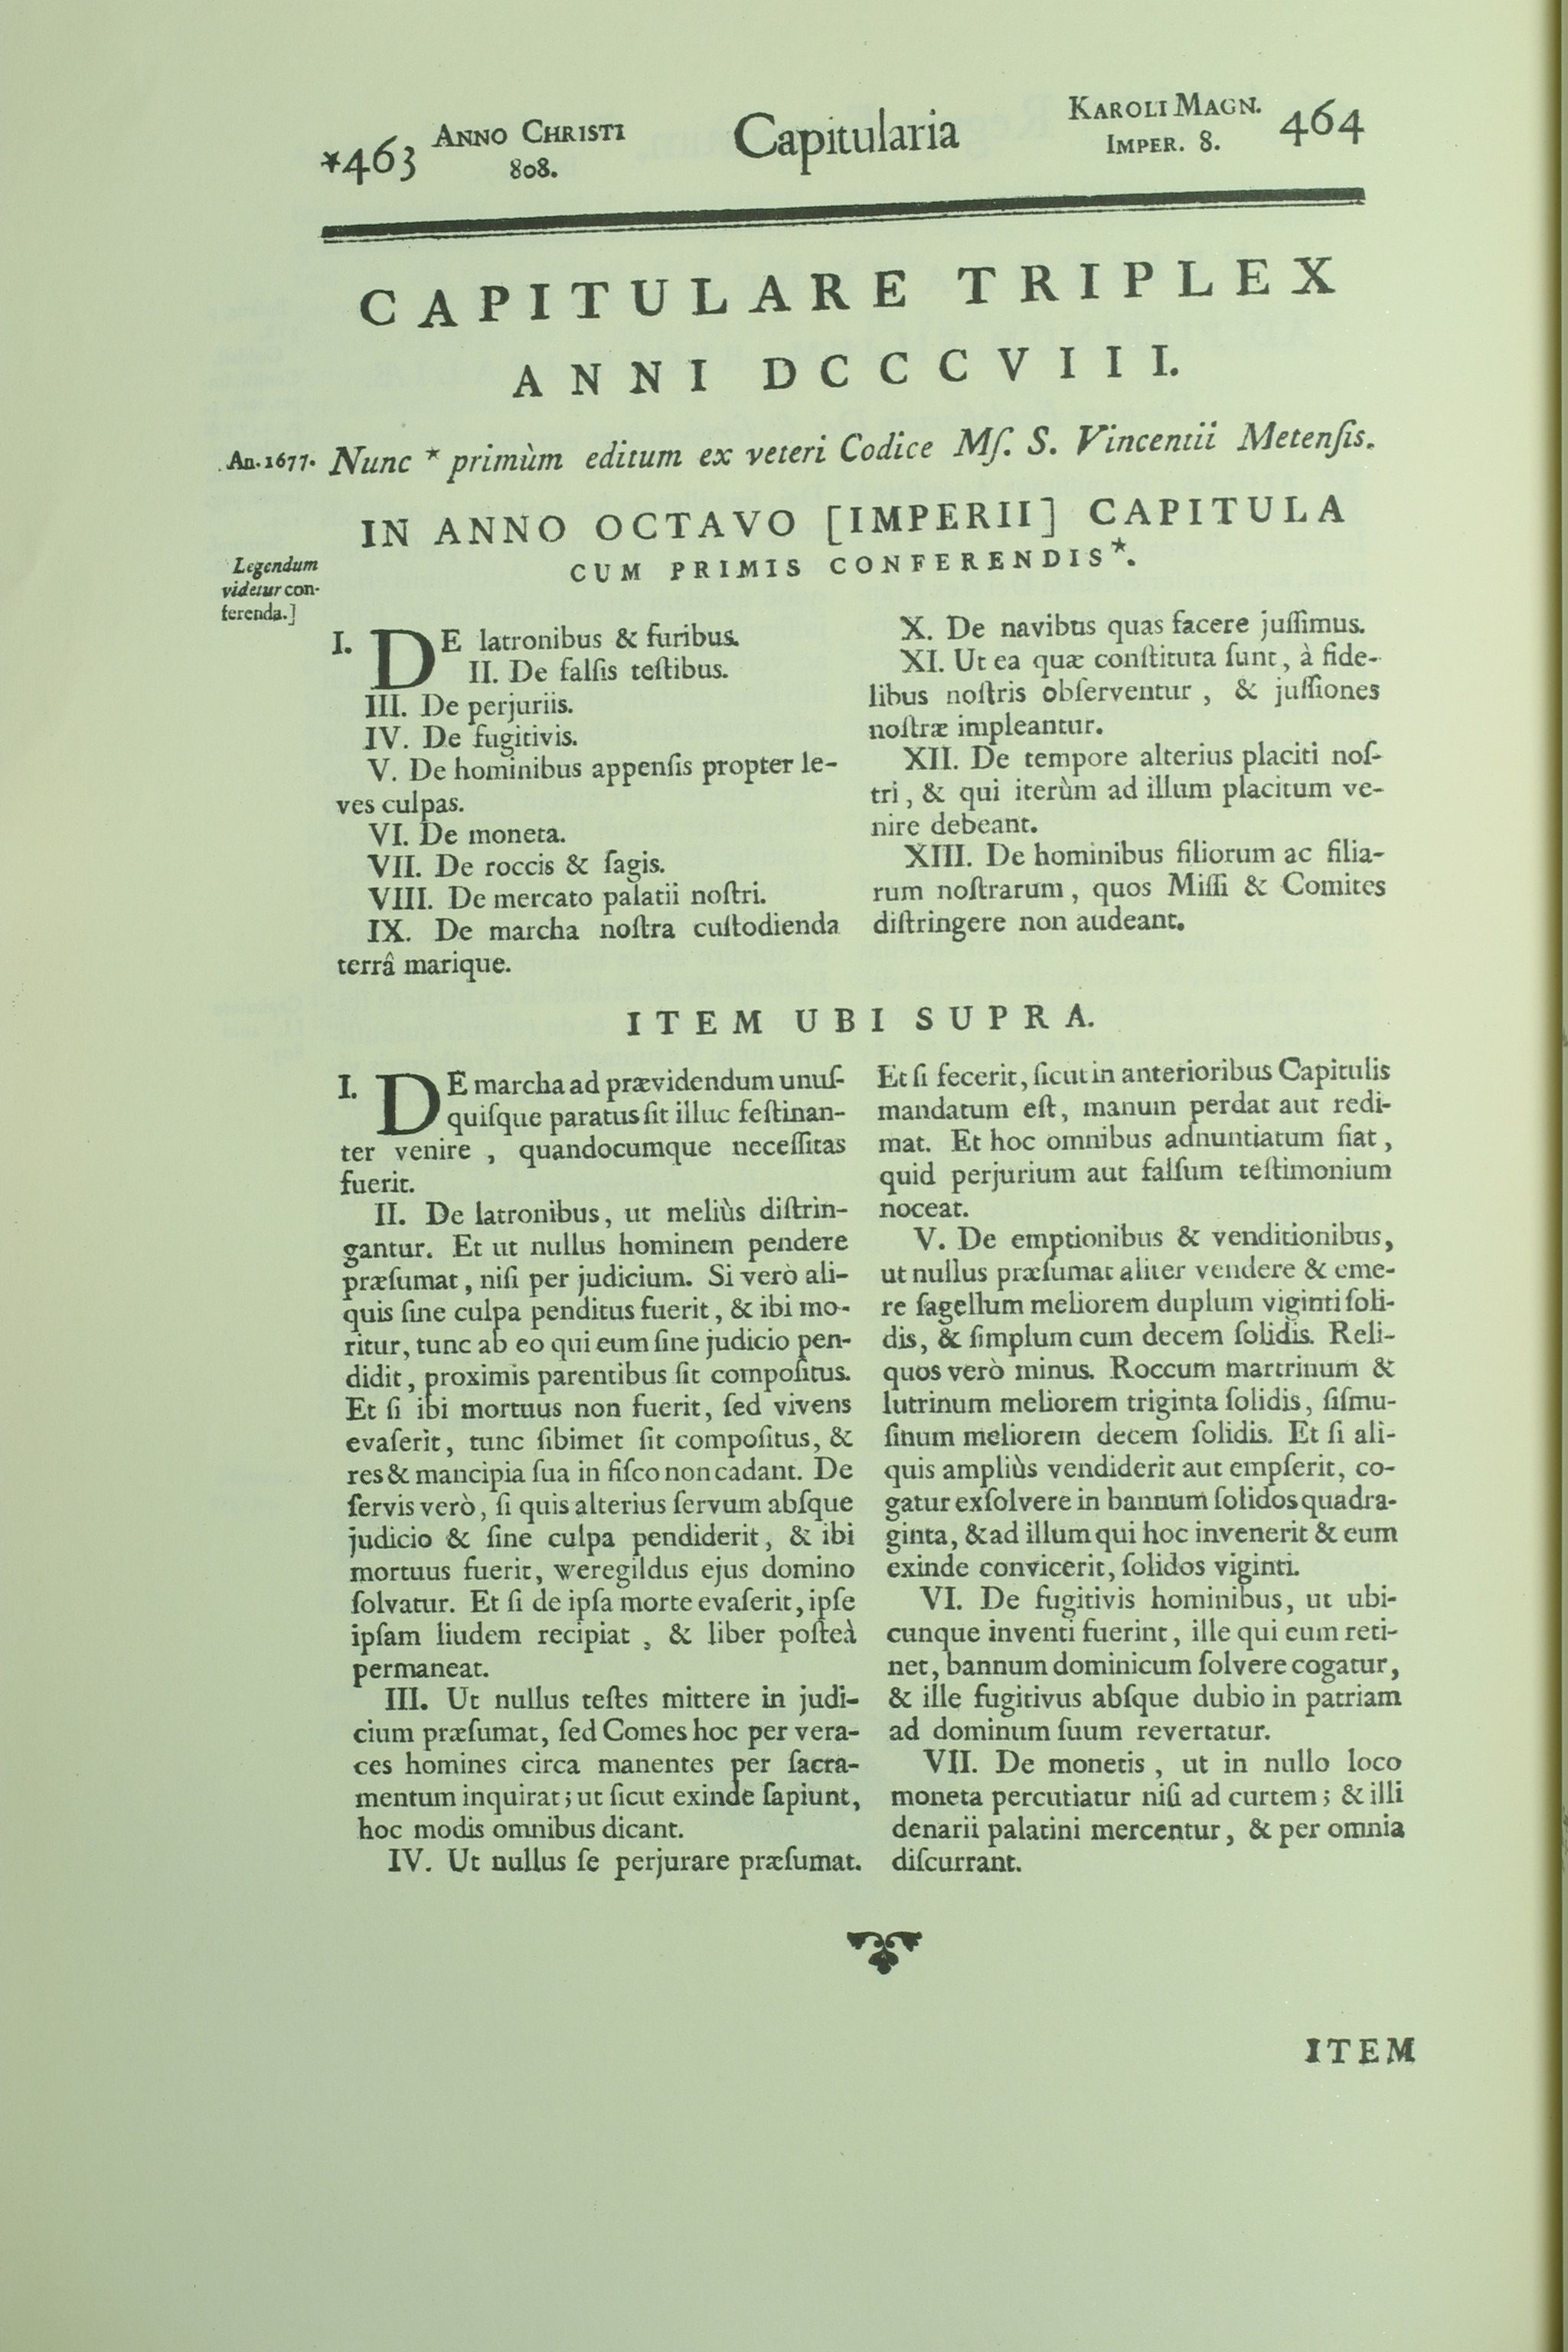 *463 ANNO CHRISTI 808. Capitularia KAROLI MAGN. IMPER. 8. 464
CAPITULARE TRIPLEX
ANNI DCCCVIII.
An. 1677. Nunc * primùm editum ex veteri Codice Mſ. S. Vincentii Metenſis.
IN ANNO OCTAVO [IMPERII] CAPITULA
CUM PRIMIS CONFERENDIS*.
Legendum
videtur con-
ferenda.]
I. DE latronibus & furibus.
II. De falſis teſtibus.
III. De perjuriis.
IV. De fugitivis.
V. De hominibus appenſis propter le-
ves culpas.
VI. De moneta.
VII. De roccis & ſagis.
VIII. De mercato palatii noſtri.
IX. De marcha noſtra cuſtodienda
terrâ marique.
X. De navibus quas facere juſſimus.
XI. Ut ea quæ conſtituta ſunt, à fide-
libus noſtris obſerventur, & juſſiones
noſtræ impleantur.
XII. De tempore alterius placiti noſ-
tri, & qui iterùm ad illum placitum ve-
nire debeant.
XIII. De hominibus filiorum ac filia-
rum noſtrarum, quos Miſſi & Comites
diſtringere non audeant.
ITEM UBI SUPRA.
I. DE marcha ad prævidendum unuſ-
quiſque paratus ſit illuc feſtinan-
ter venire, quandocumque neceſſitas
fuerit.
II. De latronibus, ut meliùs diſtrin-
gantur. Et ut nullus hominem pendere
præſumat, niſi per judicium. Si verò ali-
quis ſine culpa penditus fuerit, & ibi mo-
ritur, tunc ab eo qui eum ſine judicio pen-
didit, proximis parentibus ſit compoſitus.
Et ſi ibi mortuus non fuerit, ſed vivens
evaſerit, tunc ſibimet ſit compoſitus, &
res & mancipia ſua in fiſco non cadant. De
ſervis verò, ſi quis alterius ſervum abſque
judicio & ſine culpa pendiderit, & ibi
mortuus fuerit, weregildus ejus domino
ſolvatur. Et ſi de ipſa morte evaſerit, ipſe
ipſam liudem recipiat, & liber poſteà
permaneat.
III. Ut nullus teſtes mittere in judi-
cium præſumat, ſed Comes hoc per vera-
ces homines circa manentes per ſacra-
mentum inquirat; ut ſicut exinde ſapiunt,
hoc modis omnibus dicant.
IV. Ut nullus ſe perjurare præſumat.
Et ſi fecerit, ſicut in anterioribus Capitulis
mandatum eſt, manum perdat aut redi-
mat. Et hoc omnibus adnuntiatum fiat,
quid perjurium aut falſum teſtimonium
noceat.
V. De emptionibus & venditionibus,
ut nullus præſumat aliter vendere & eme-
re ſagellum meliorem duplum viginti ſoli-
dis, & ſimplum cum decem ſolidis. Reli-
quos verò minus. Roccum martrinum &
lutrinum meliorem triginta ſolidis, ſiſmu-
ſinum meliorem decem ſolidis. Et ſi ali-
quis ampliùs vendiderit aut empſerit, co-
gatur exſolvere in bannum ſolidos quadra-
ginta, & ad illum qui hoc invenerit & eum
exinde convicerit, ſolidos viginti.
VI. De fugitivis hominibus, ut ubi-
cunque inventi fuerint, ille qui eum reti-
net, bannum dominicum ſolvere cogatur,
& ille fugitivus abſque dubio in patriam
ad dominum ſuum revertatur.
VII. De monetis, ut in nullo loco
moneta percutiatur niſi ad curtem; & illi
denarii palatini mercentur, & per omnia
diſcurrant.
ITEM